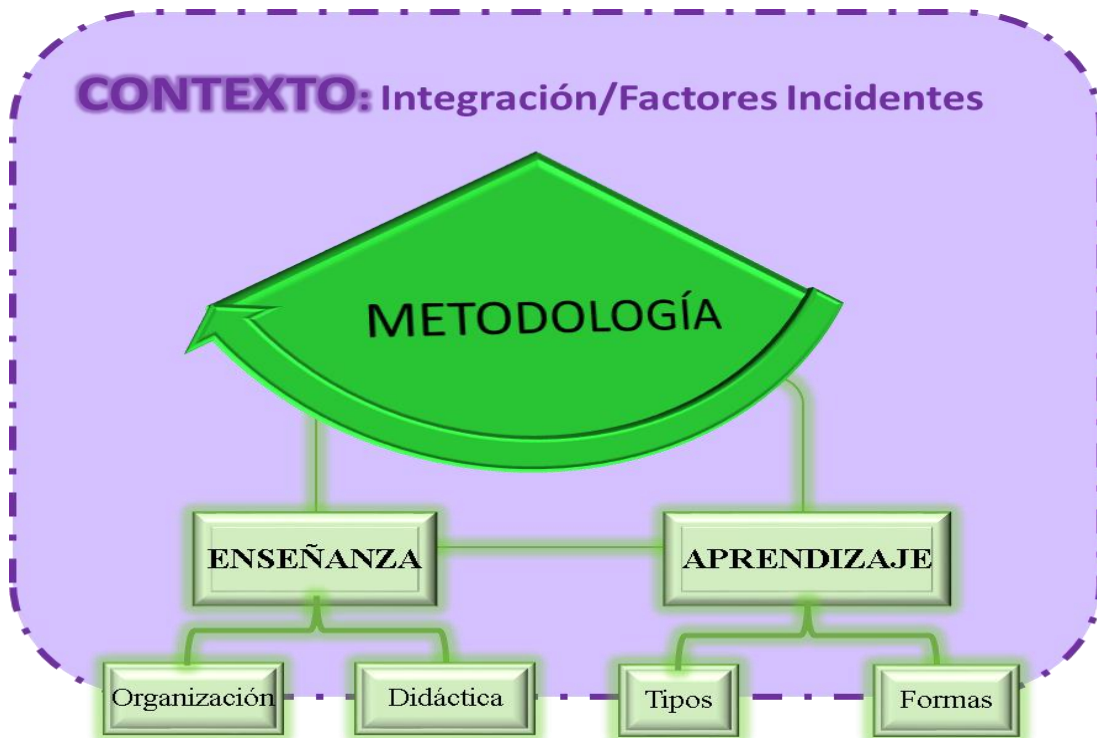 CONTEXTO: Integración/Factores Incidentes
METODOLOGÍA
ENSEÑANZA
APRENDIZAJE
Organización
Didáctica
Tipos
Formas